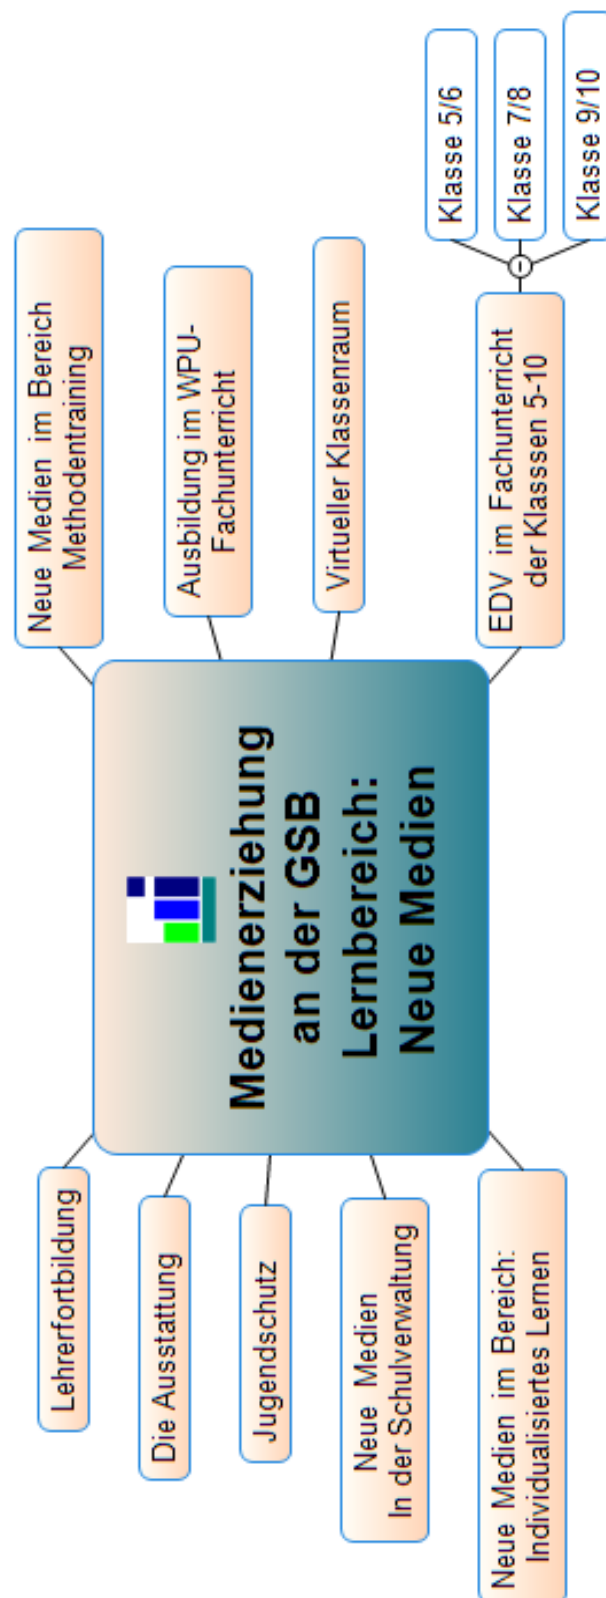 Medienerziehung
an der GSB
Lernbereich:
Neue Medien
Lehrerfortbildung
Die Ausstattung
Jugendschutz
Neue Medien
In der Schulverwaltung
Neue Medien im Bereich:
Individualisiertes Lernen
Neue Medien im Bereich
Methodentraining
Ausbildung im WPU-
Fachunterricht
Virtueller Klassenraum
EDV im Fachunterricht
der Klasssen 5-10
Klasse 5/6
Klasse 7/8
Klasse 9/10